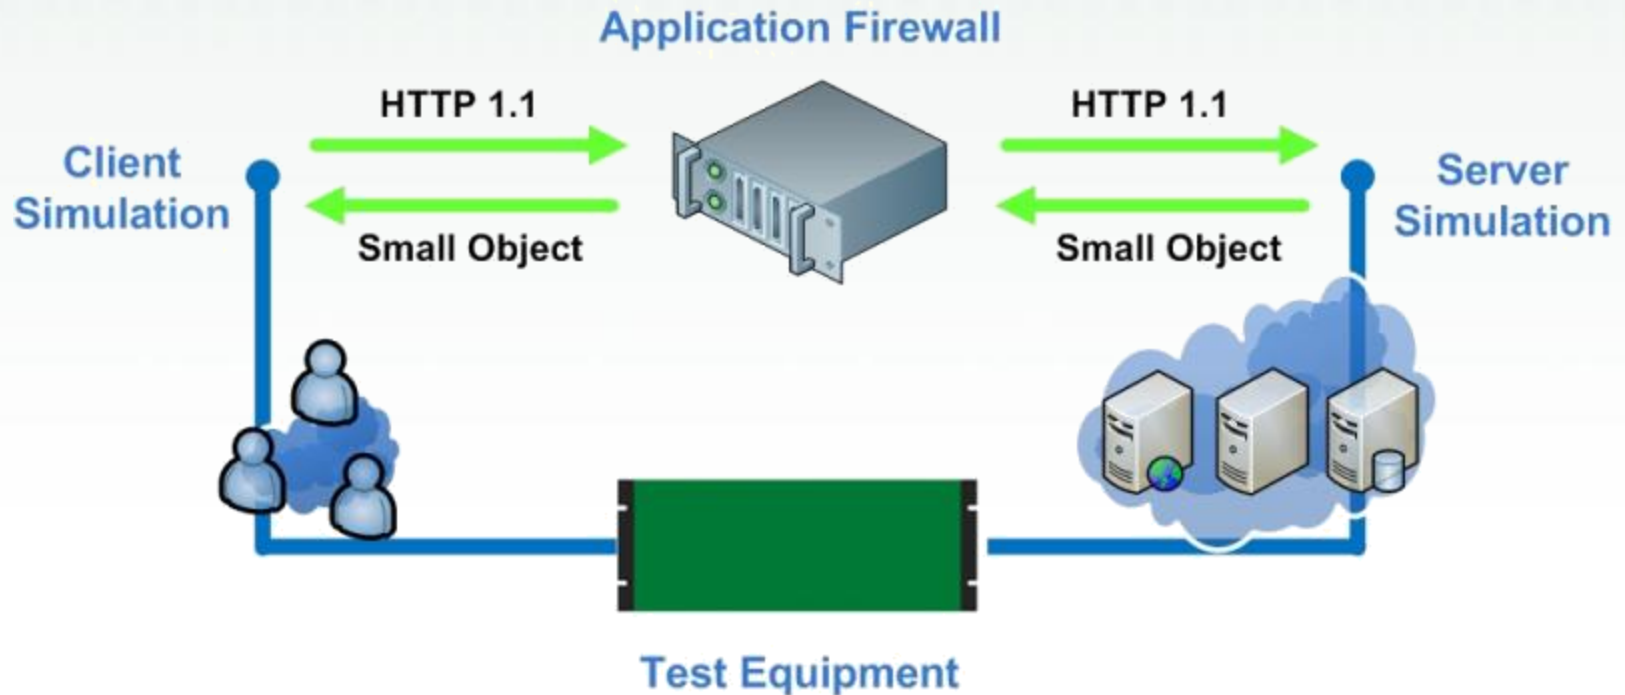 Application Firewall
HTTP 1.1
HTTP 1.1
Client
Simulation
Server
Simulation
Small Object
Small Object
Test Equipment